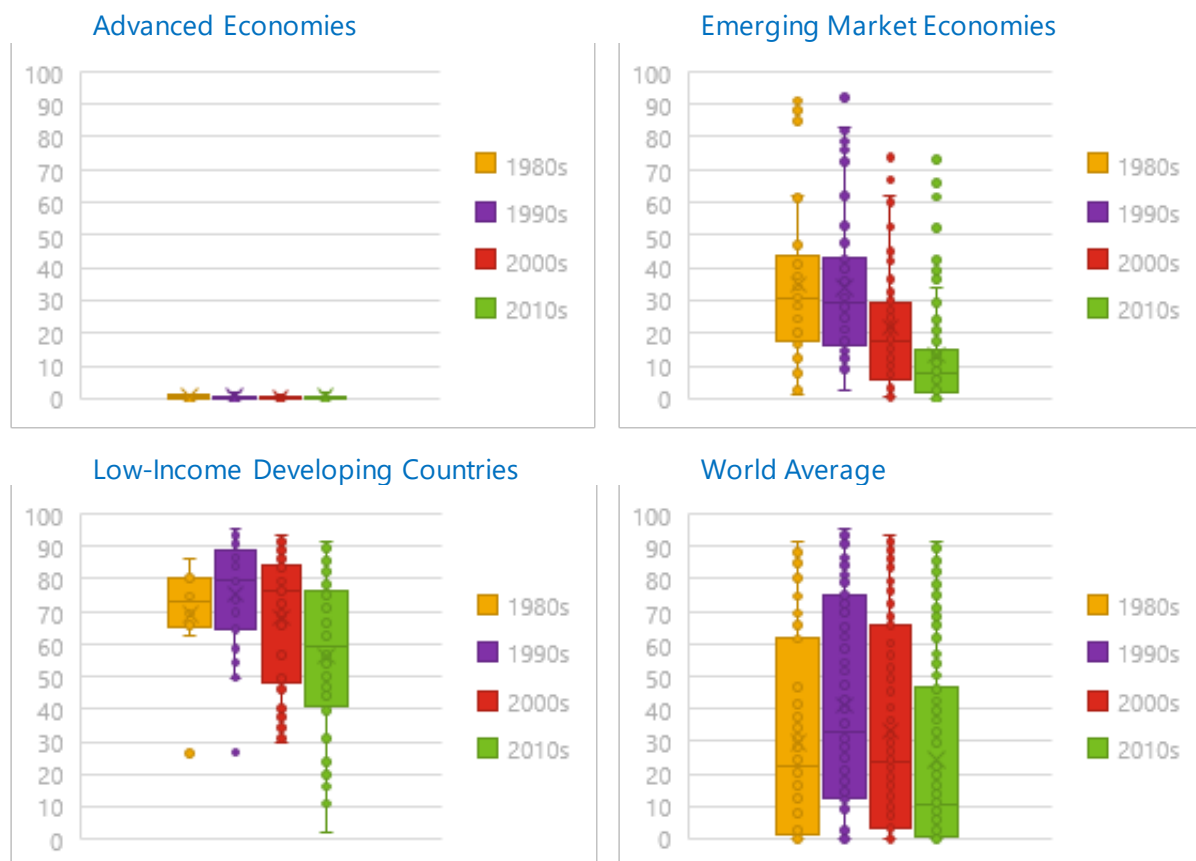 Advanced Economies
100
90
80
70
60
50
40
30
20
10
0
1980s
1990s
2000s
2010s
Emerging Market Economies
100
90
80
70
60
50
40
30
20
10
0
1980s
1990s
2000s
2010s
Low-Income Developing Countries
100
90
80
70
60
50
40
30
20
10
0
1980s
1990s
2000s
2010s
World Average
100
90
80
70
60
50
40
30
20
10
0
1980s
1990s
2000s
2010s